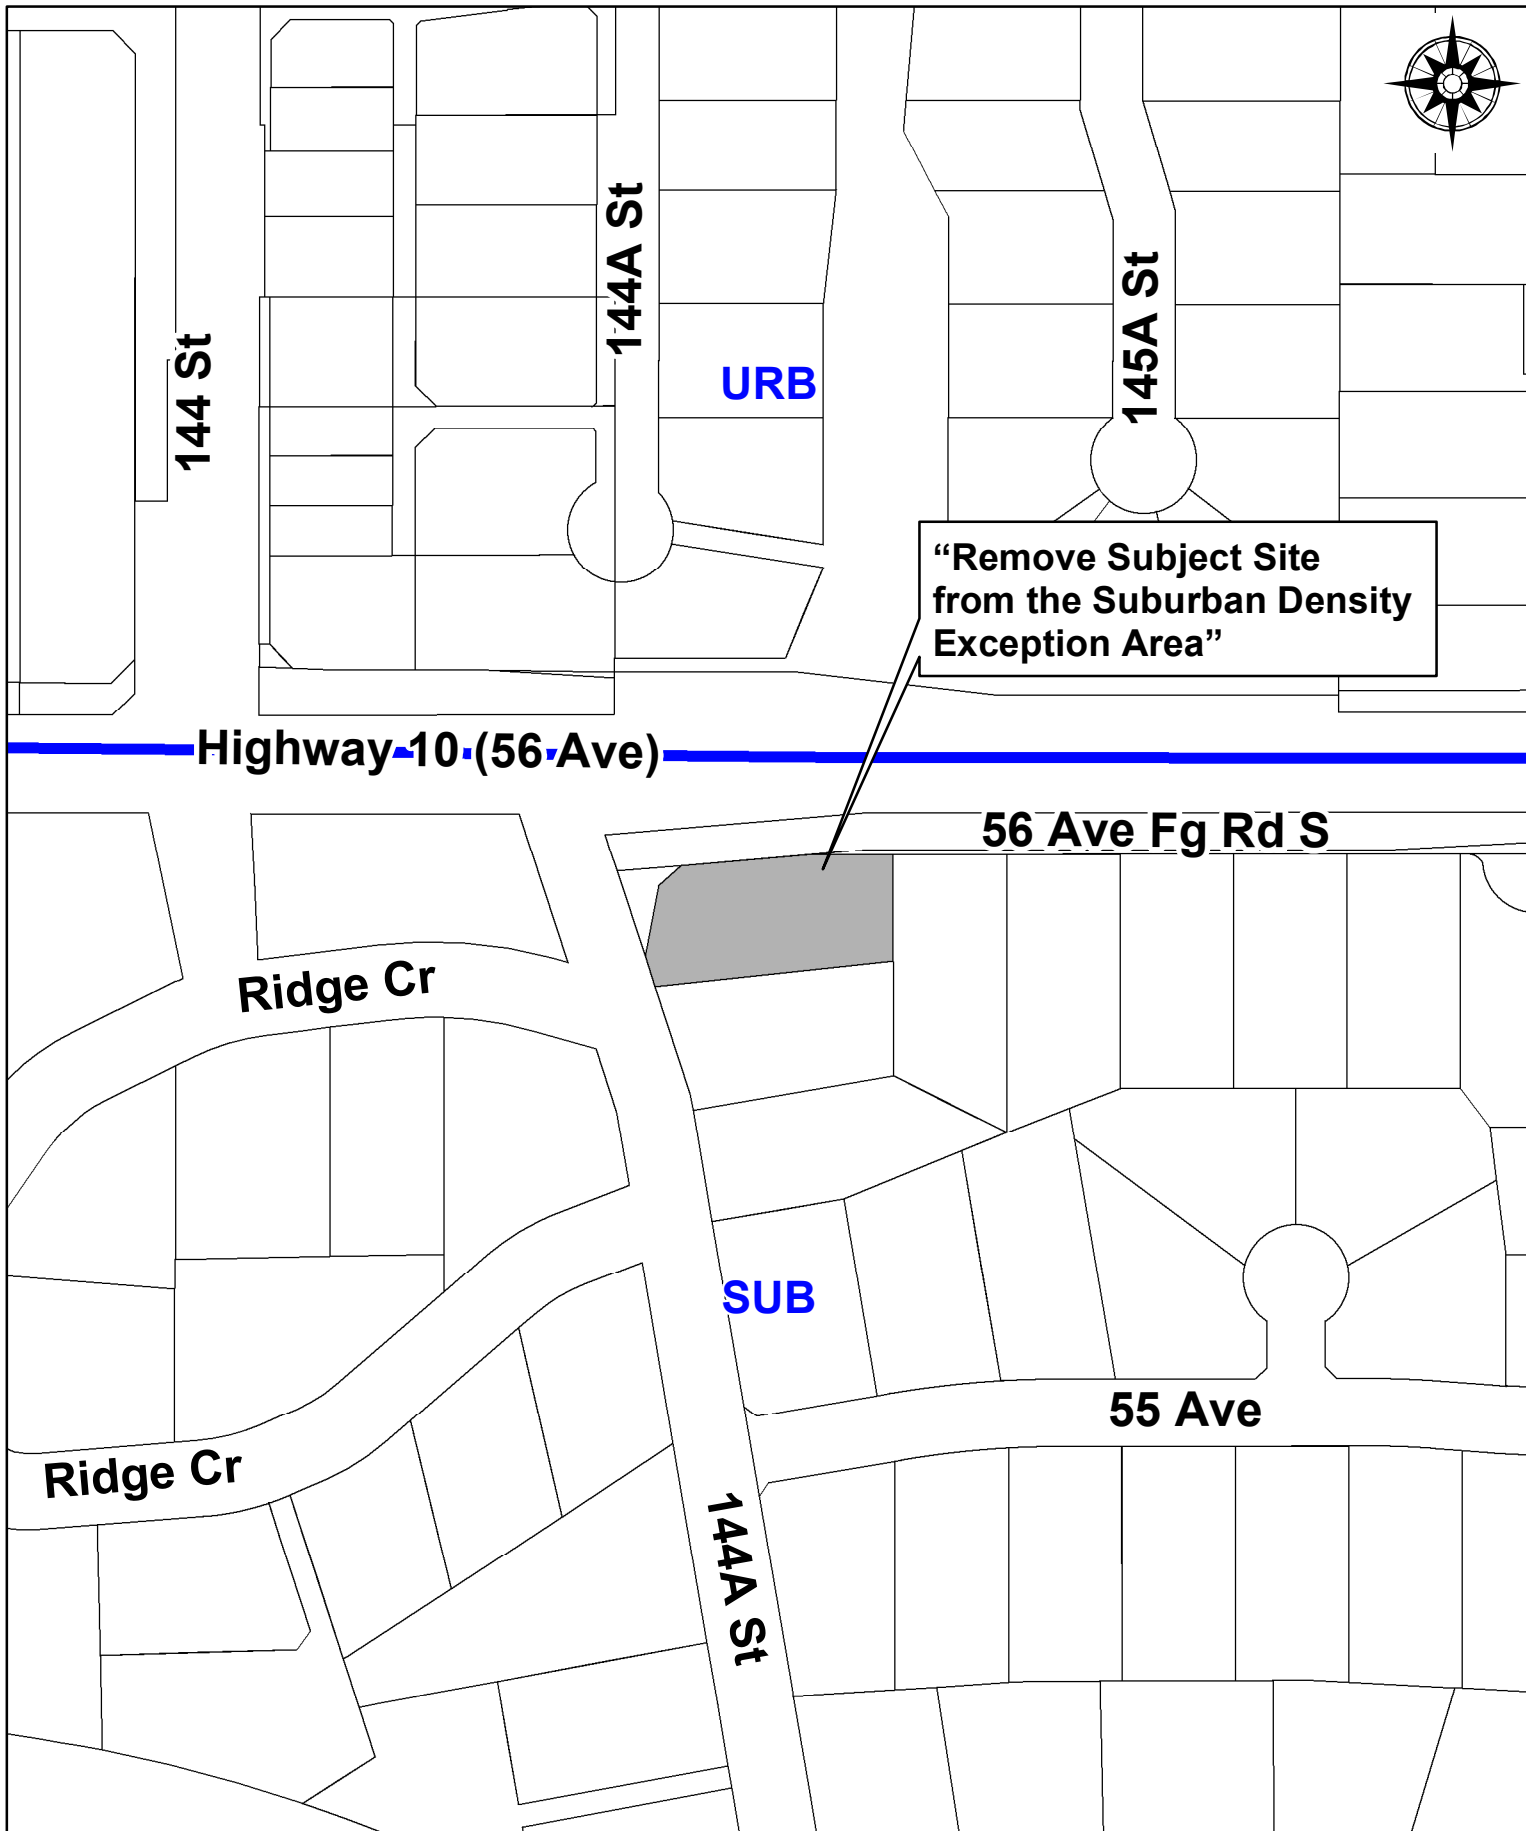 144 St
144A St
145A St
URB
“Remove Subject Site
from the Suburban Density
Exception Area”
Highway 10 (56 Ave)
56 Ave Fg Rd S
Ridge Cr
SUB
55 Ave
Ridge Cr
144A St